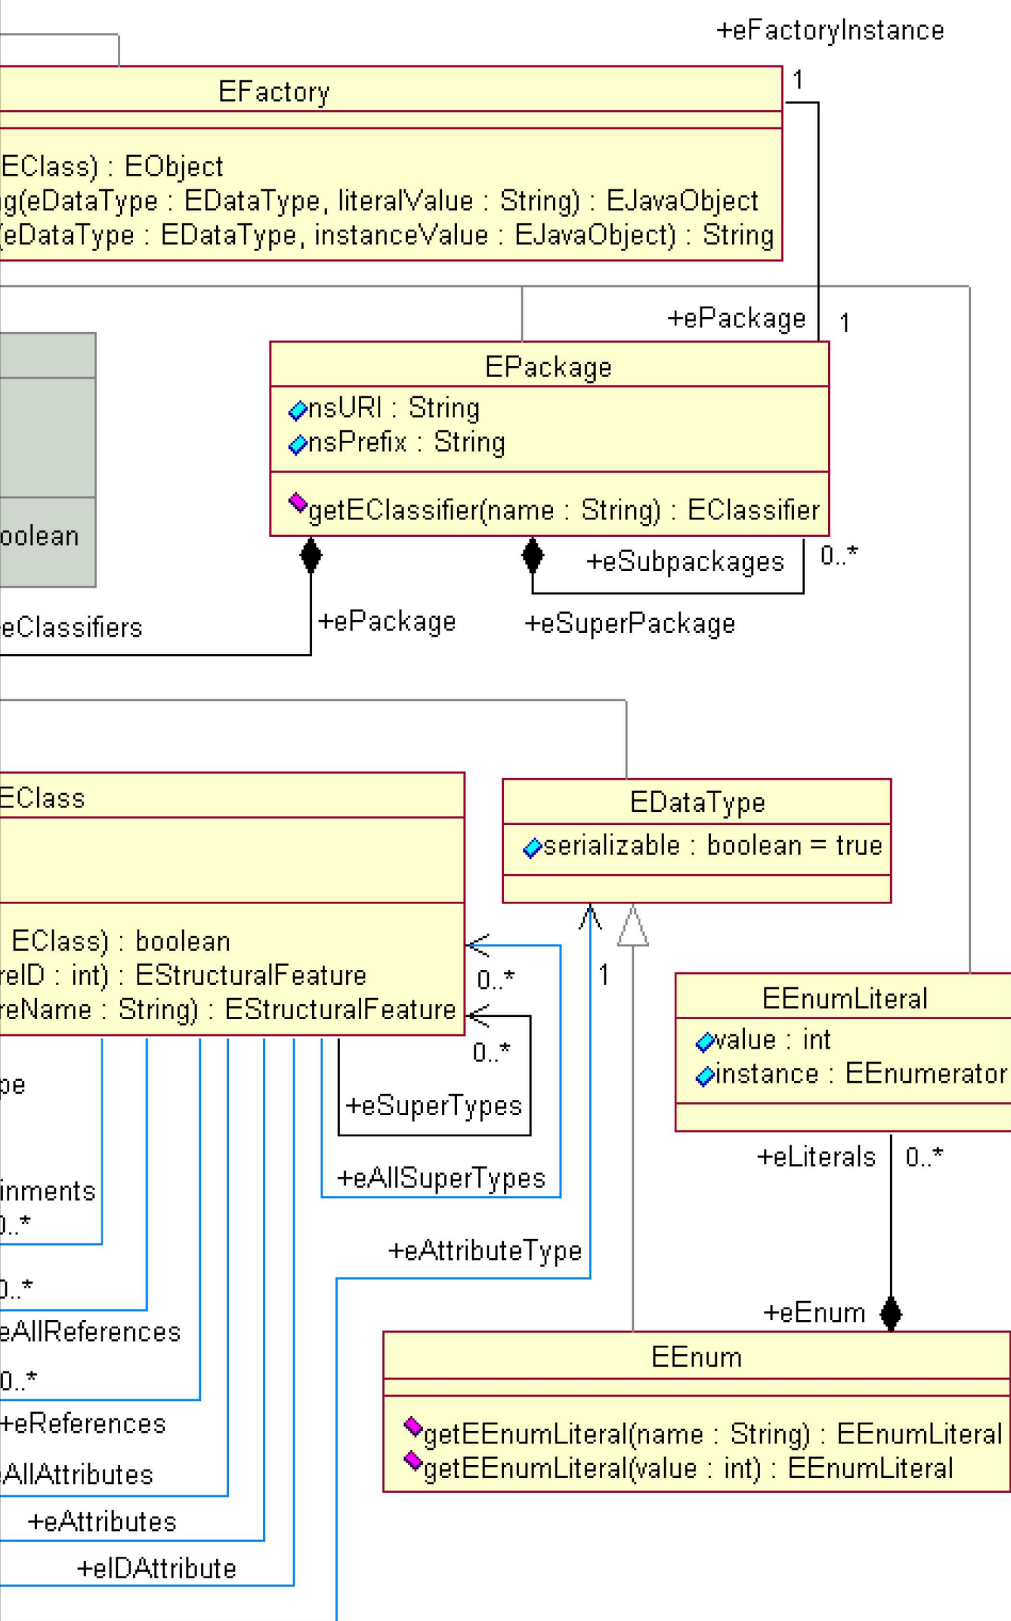 +eFactoryInstance
1
EFactory
EClass) : EObject
g(eDataType : EDataType, literalValue : String) : EJavaObject
(eDataType : EDataType, instanceValue : EJavaObject) : String
+ePackage
1
EPackage
nsURI : String
nsPrefix : String
getEClassifier(name : String) : EClassifier
oolean
+eSubpackages
0..*
eClassifiers
+ePackage
+eSuperPackage
EClass
EDataType
serializable : boolean = true
EClass) : boolean
reID : int) : EStructuralFeature
reName : String) : EStructuralFeature
0..*
1
0..*
EEnumLiteral
value : int
instance : EEnumerator
pe
+eSuperTypes
+eLiterals
0..*
+eAllSuperTypes
inments
0..*
+eAttributeType
0..*
+eEnum
eAllReferences
EEnum
0..*
+eReferences
getEEnumLiteral(name : String) : EEnumLiteral
getEEnumLiteral(value : int) : EEnumLiteral
AllAttributes
+eAttributes
+eIDAttribute